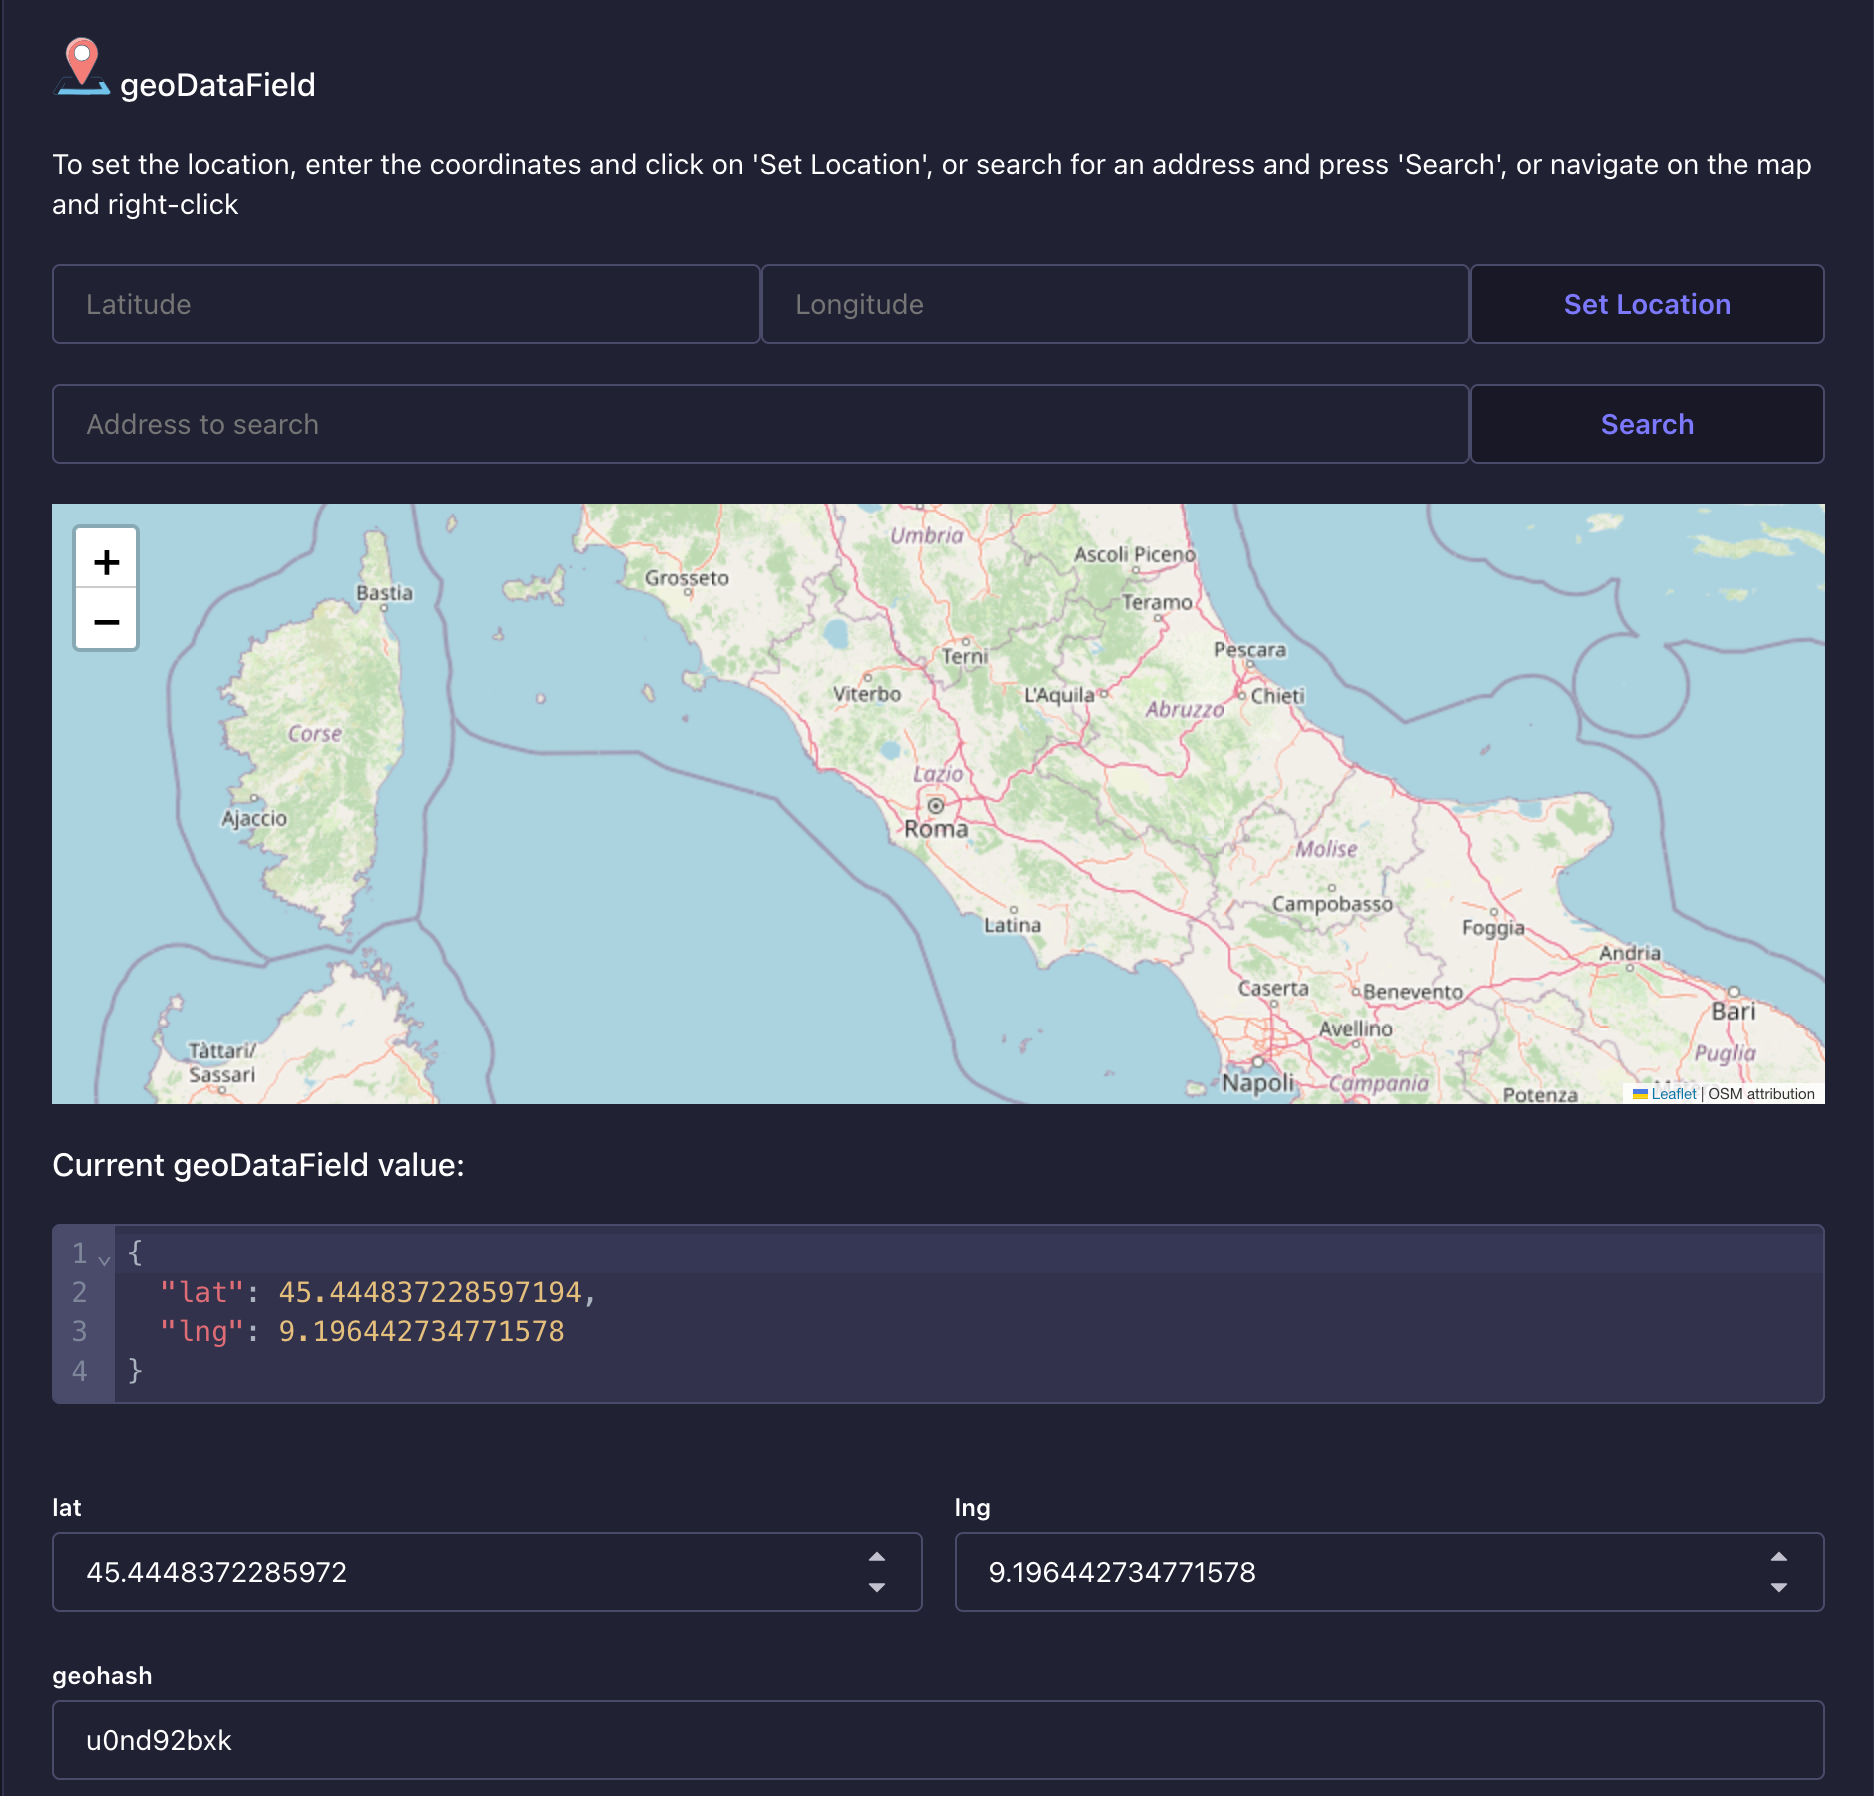 geoDataField
To set the location, enter the coordinates and click on 'Set Location', or search for an address and press 'Search', or navigate on the map
and right-click
Latitude
Longitude
Set Location
Address to search
Search
+
−
Umbria
Ascoli Piceno
Grosseto
Bastia
Teramo
Pescara
Terni
Viterbo
L'Aquila
Chieti
Abruzzo
Corse
Lazio
Ajaccio
Roma
Molise
Campobasso
Latina
Foggia
Andria
Caserta
Benevento
Bari
Avellino
Tàttari/
Sassari
Puglia
Napoli
Campania
Potenza
Leaflet | OSM attribution
Current geoDataField value:
1 {
2 "lat": 45.444837228597194,
3 "lng": 9.196442734771578
4 }
lat
lng
45.4448372285972
9.196442734771578
geohash
u0nd92bxk